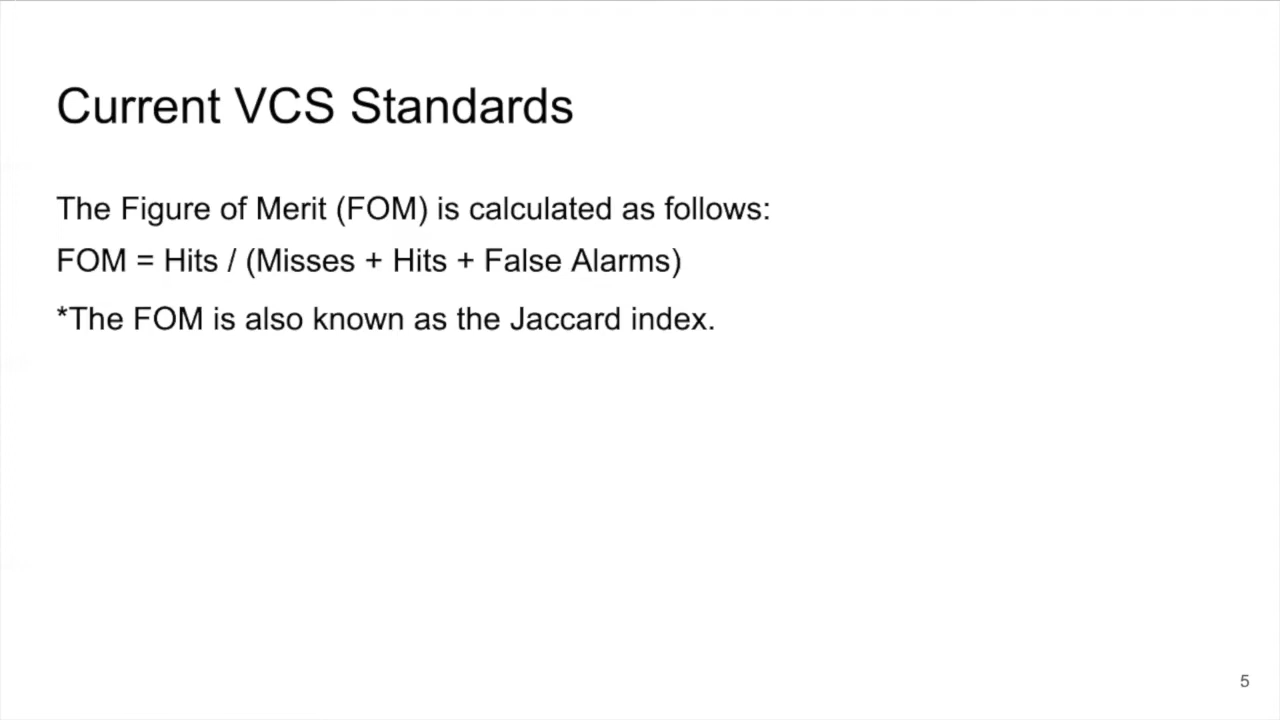 Current VCS Standards
The Figure of Merit (FOM) is calculated as follows:
FOM = Hits / (Misses + Hits + False Alarms)
*The FOM is also known as the Jaccard index.
5